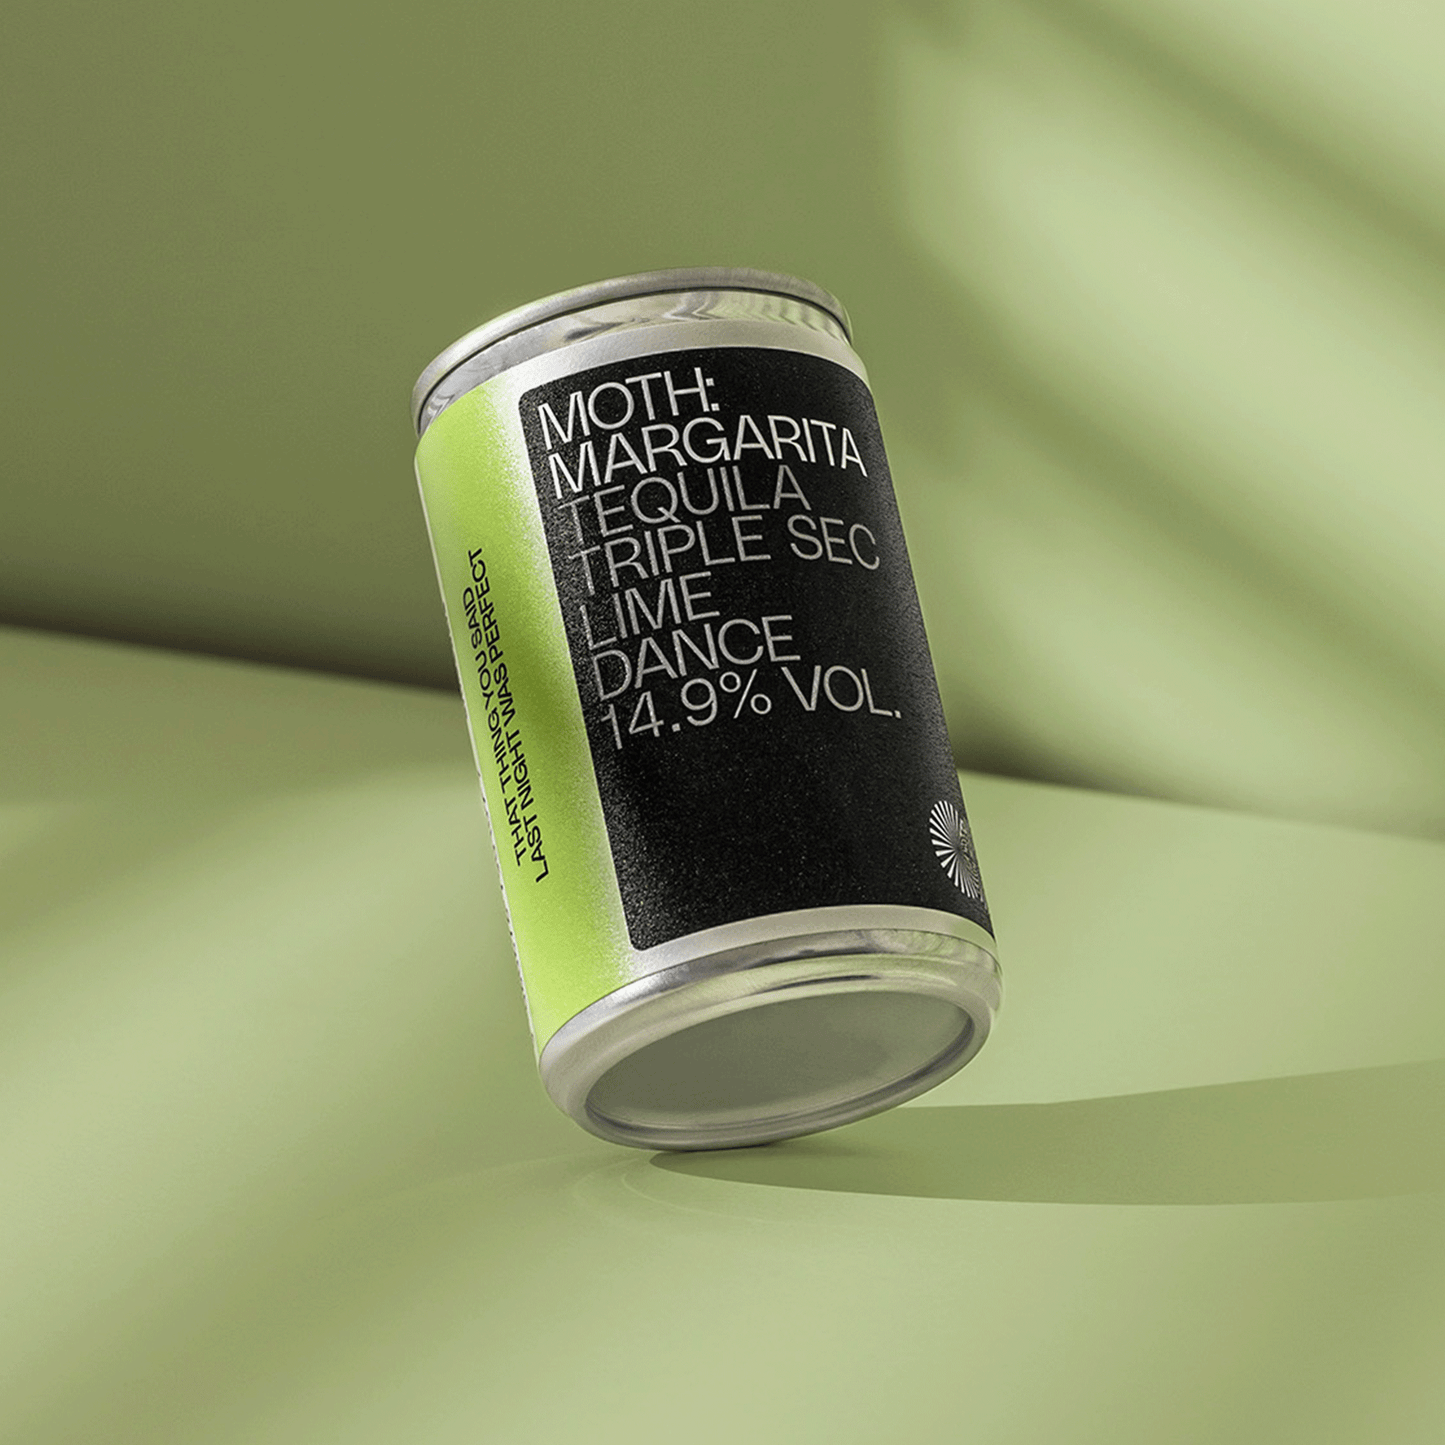 MOTH:
MARGARITA
TEQUILA
TRIPLE SEC
LIME
DANCE
14.9% VOL.
THAT THING YOU SAID
LAST NIGHT WAS PERFECT